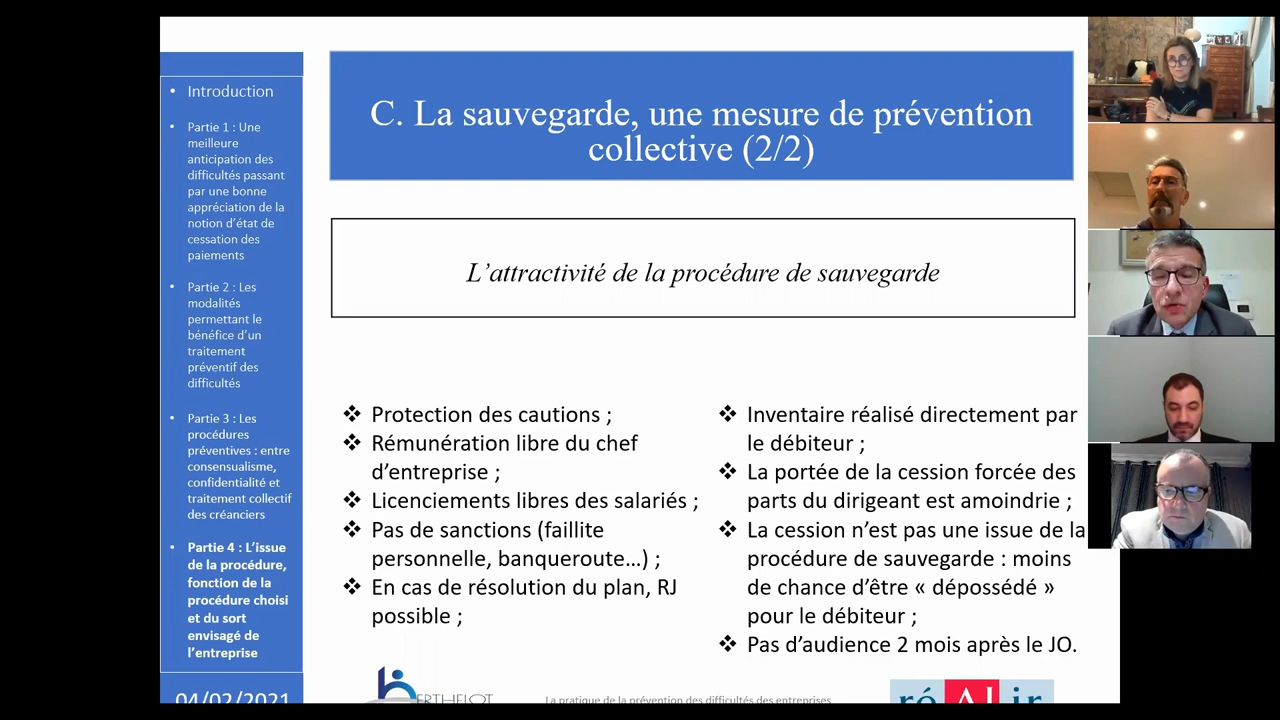 • Introduction
• Partie 1 : Une
meilleure
anticipation des
difficultés passant
par une bonne
appréciation de la
notion d’état de
cessation des
paiements
• Partie 2 : Les
modalités
permettant le
bénéfice d’un
traitement
préventif des
difficultés
• Partie 3 : Les
procédures
préventives : entre
consensualisme,
confidentialité et
traitement collectif
des créanciers
• Partie 4 : L’issue
de la procédure,
fonction de la
procédure choisi
et du sort
envisagé de
l’entreprise
04/02/2021
C. La sauvegarde, une mesure de prévention
collective (2/2)
L’attractivité de la procédure de sauvegarde
❖ Protection des cautions ;
❖ Rémunération libre du chef
d’entreprise ;
❖ Licenciements libres des salariés ;
❖ Pas de sanctions (faillite
personnelle, banqueroute…) ;
❖ En cas de résolution du plan, RJ
possible ;
❖ Inventaire réalisé directement par
le débiteur ;
❖ La portée de la cession forcée des
parts du dirigeant est amoindrie ;
❖ La cession n’est pas une issue de la
procédure de sauvegarde : moins
de chance d’être « dépossédé »
pour le débiteur ;
❖ Pas d’audience 2 mois après le JO.
ERTHELOT
La pratique de la prévention des difficultés des entreprises
réAJir